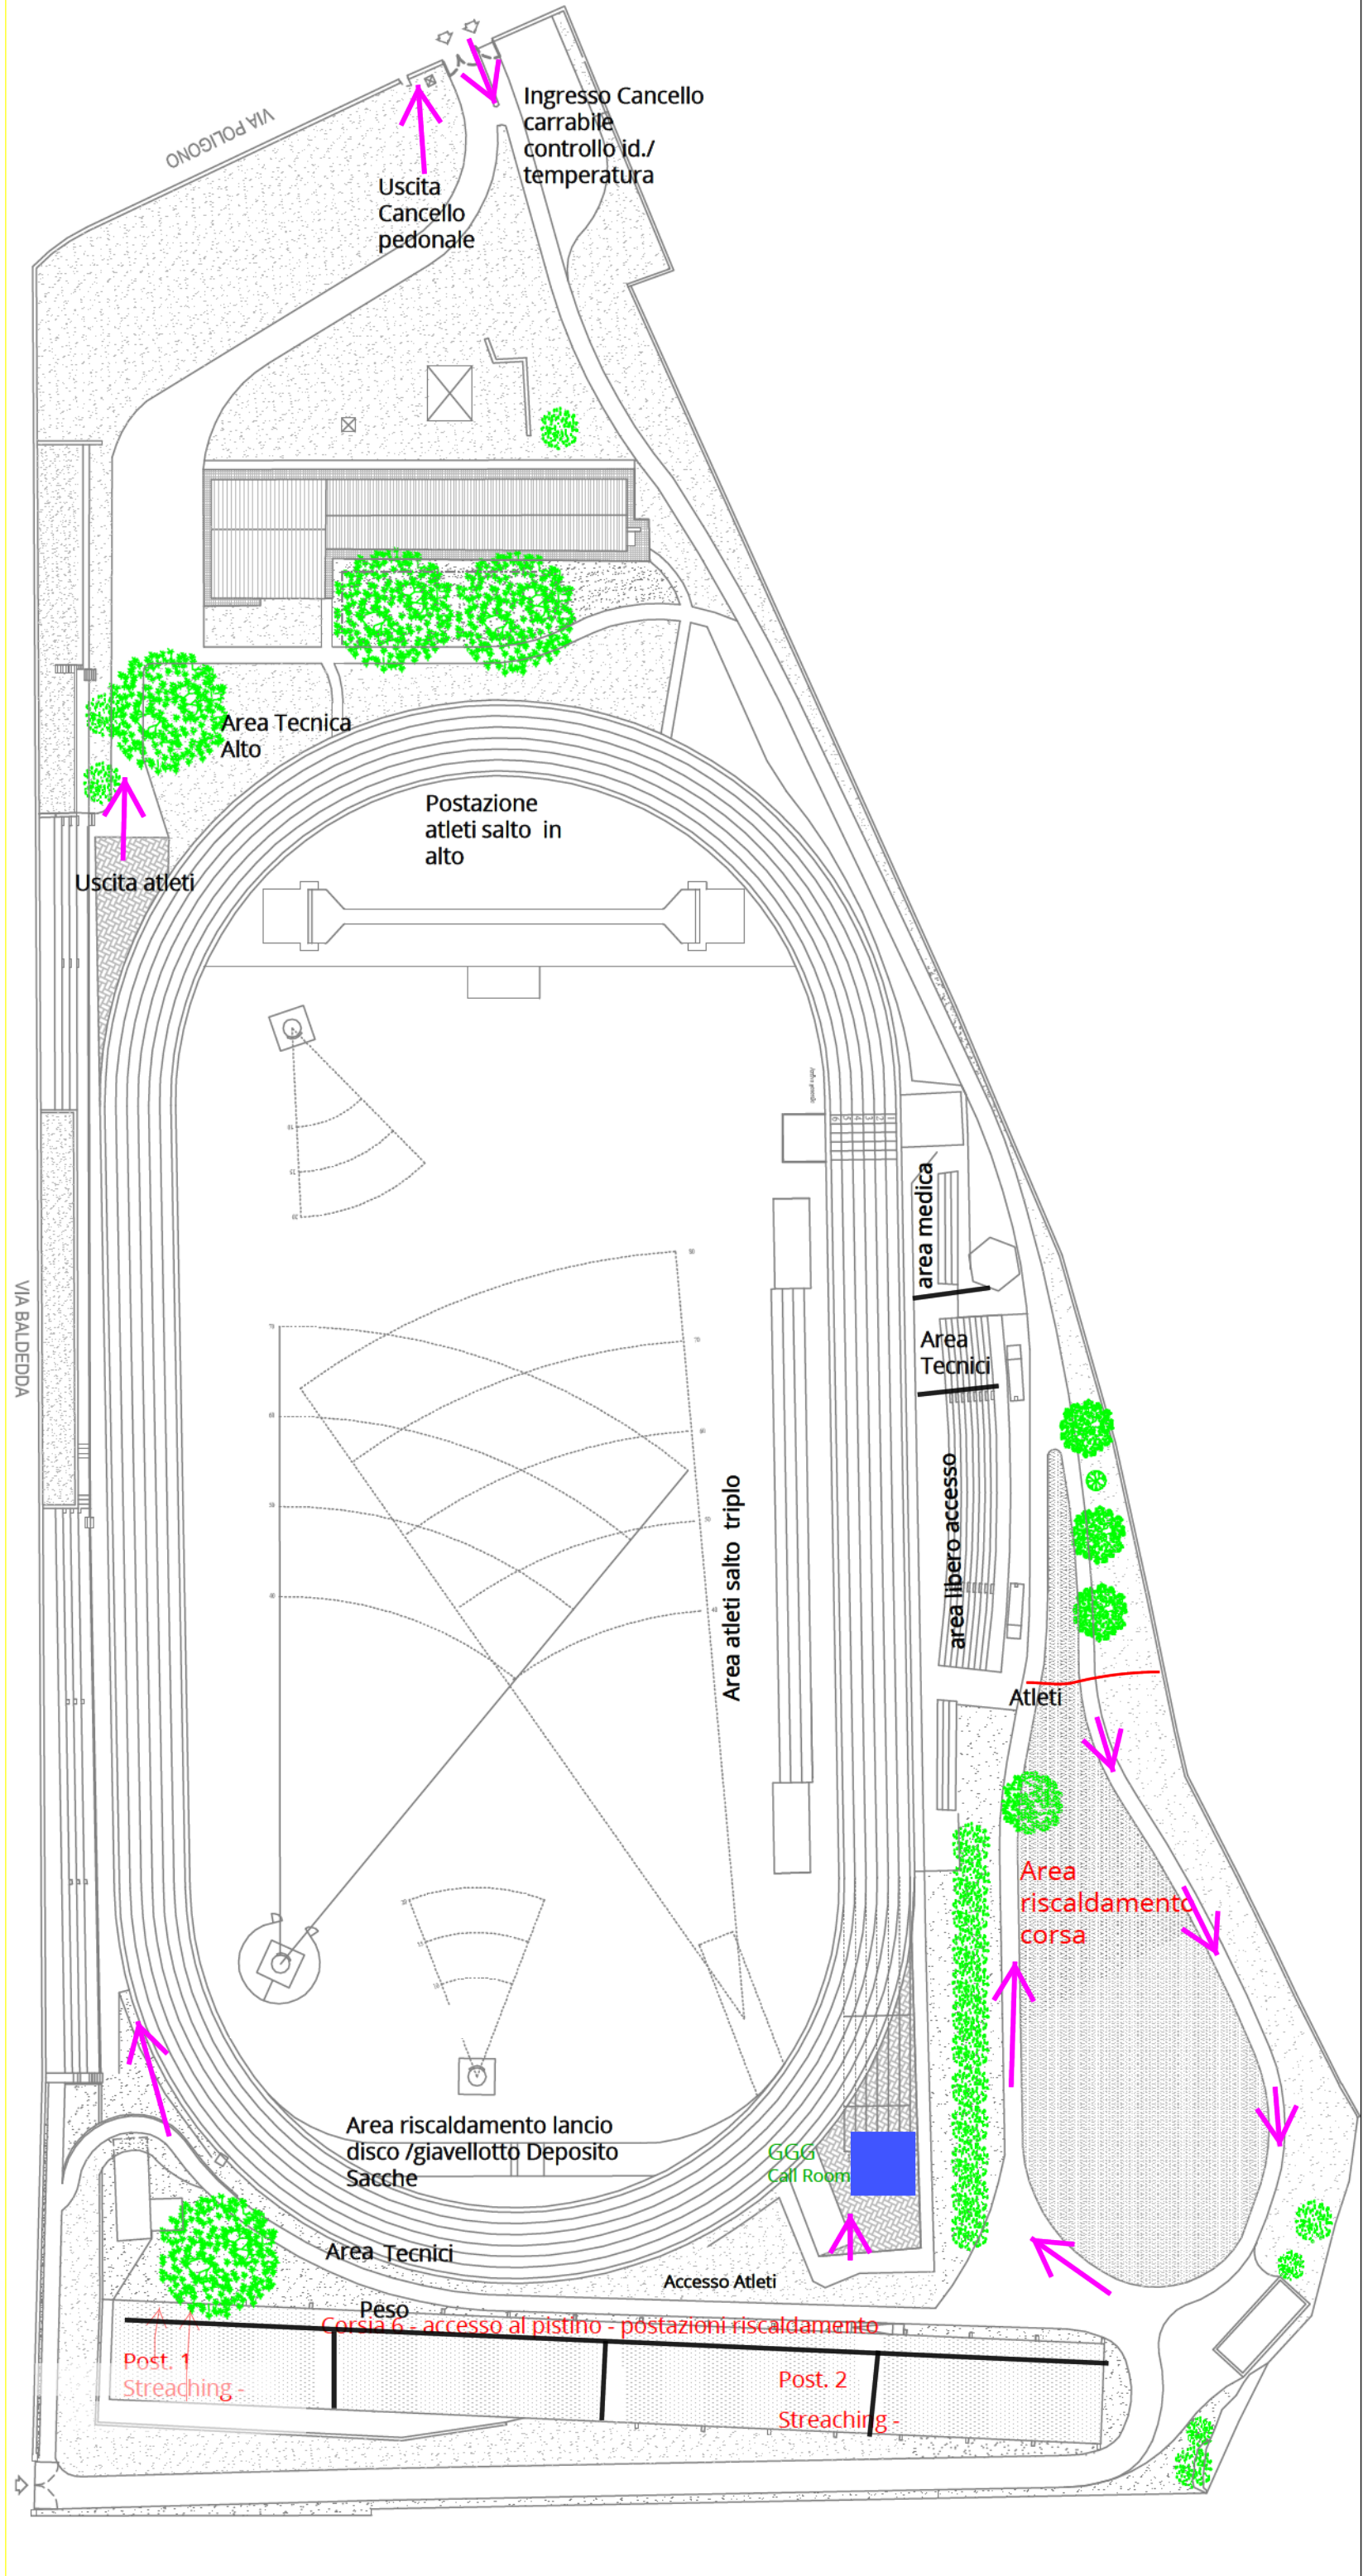 VIA POLIGONO
Ingresso Cancello
carrabile
controllo id./
temperatura
Uscita
Cancello
pedonale
Area Tecnica
Alto
Postazione
atleti salto in
alto
Uscita atleti
area medica
Area
Tecnici
VIA BALDEDDA
area libero accesso
Area atleti salto triplo
Atleti
Area
riscaldamento
corsa
Area riscaldamento lancio
disco /giavellotto Deposito
Sacche
GGG
Call Room
Area Tecnici
Accesso Atleti
Peso
Corsia 6 - accesso al pistino - postazioni riscaldamento
Post. 1
Streaching -
Post. 2
Streaching -